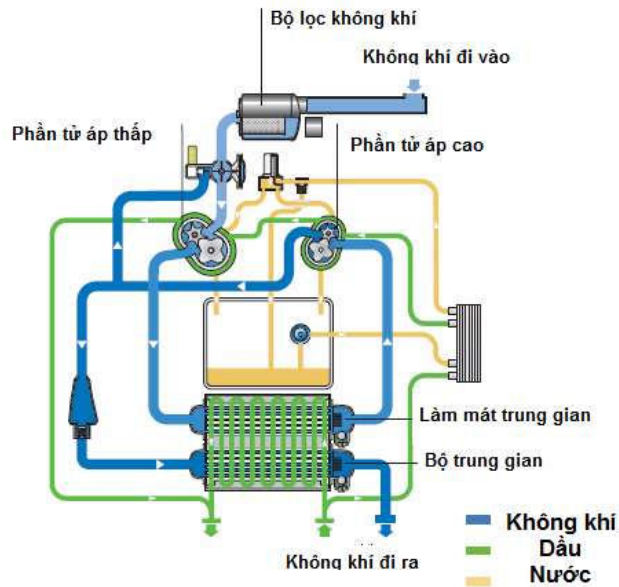 Bộ lọc không khí
Không khí đi vào
Phần tử áp thấp
Phần tử áp cao
Làm mát trung gian
Bộ trung gian
Không khí đi ra
Không khí
Dầu
Nước